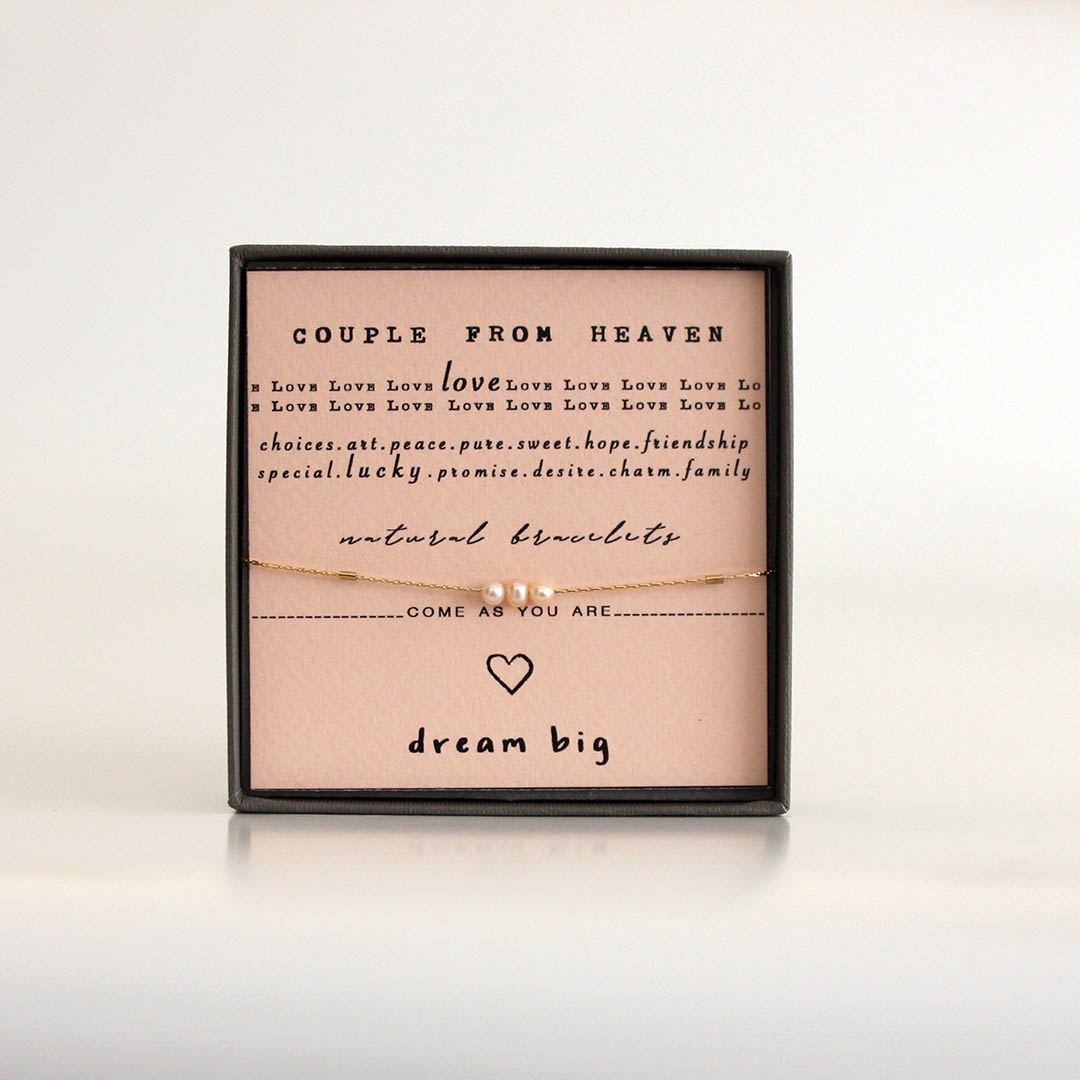 COUPLE FROM HEAVEN
E LOVE LOVE LOVE love LOVE LOVE LOVE LOVE LO
E LOVE LOVE LOVE LOVE LOVE LOVE LOVE LOVE LO
choices.art.peace.pure.sweet.hope.friendship
special.lucky.promise.desire.charm.family
natural bracelets
COME AS YOU ARE
dream big